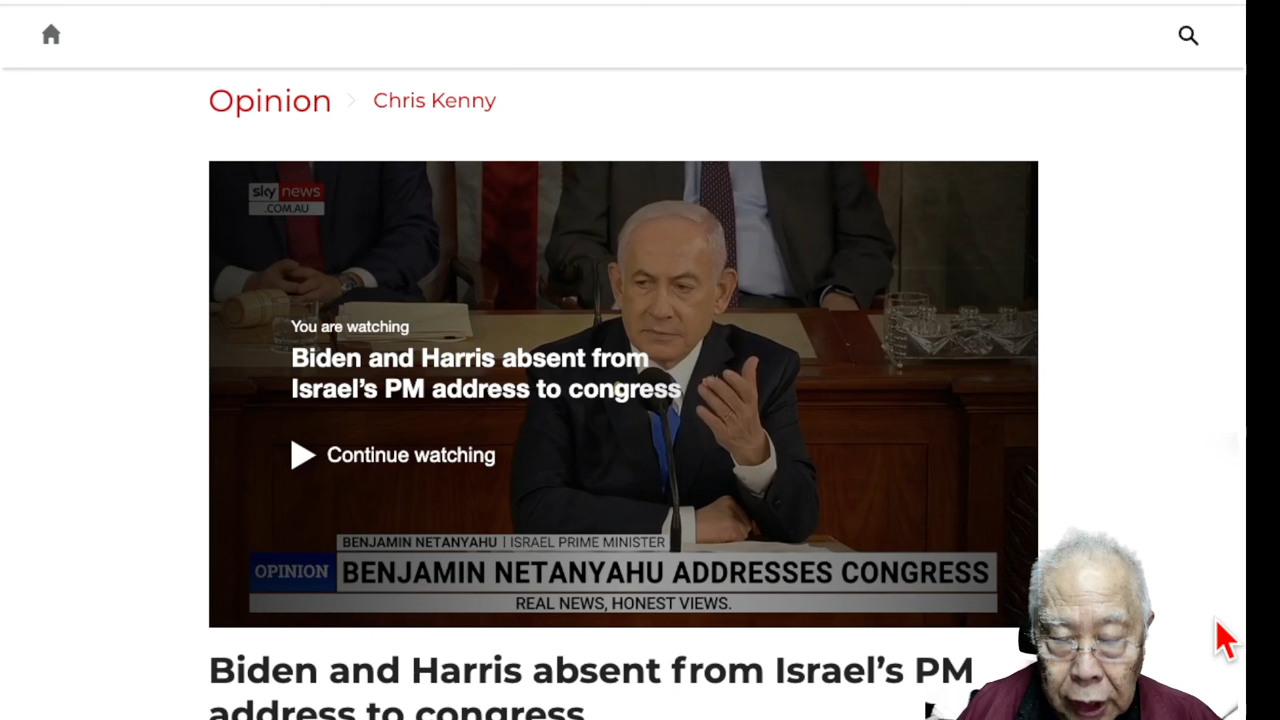 Opinion > Chris Kenny
sky news
.COM.AU
You are watching
Biden and Harris absent from
Israel’s PM address to congress
Continue watching
BENJAMIN NETANYAHU | ISRAEL PRIME MINISTER
OPINION BENJAMIN NETANYAHU ADDRESSES CONGRESS
REAL NEWS, HONEST VIEWS.
Biden and Harris absent from Israel’s PM
address to congress